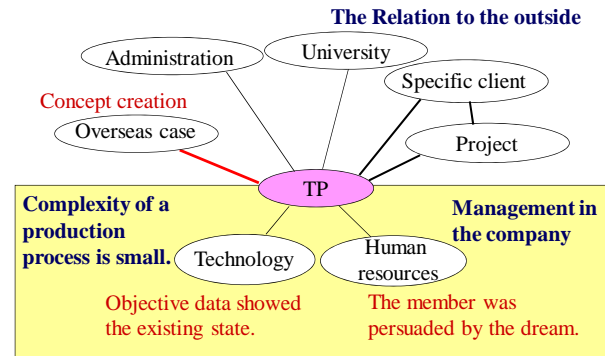 The Relation to the outside
Administration
University
Specific client
Concept creation
Overseas case
Project
TP
Complexity of a
production
process is small.
Management in
the company
Technology
Human
resources
Objective data showed
the existing state.
The member was
persuaded by the dream.